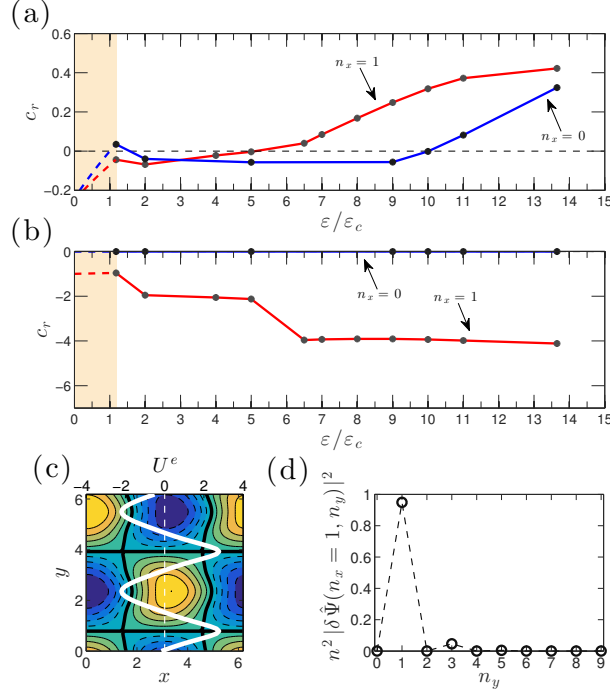 (a)
0.6
0.4
0.2
0
-0.2
c_r
n_x = 1
n_x = 0
0 1 2 3 4 5 6 7 8 9 10 11 12 13 14 15
ε/ε_c
(b)
0
-2
-4
-6
c_r
n_x = 0
n_x = 1
0 1 2 3 4 5 6 7 8 9 10 11 12 13 14 15
ε/ε_c
(c)
U^e
-4 -2 0 2 4
6
4
2
0
y
0 2 4 6
x
(d)
1
0.8
0.6
0.4
0.2
0
n^2|δΨ̂(n_x = 1, n_y)|^2
0 1 2 3 4 5 6 7 8 9
n_y